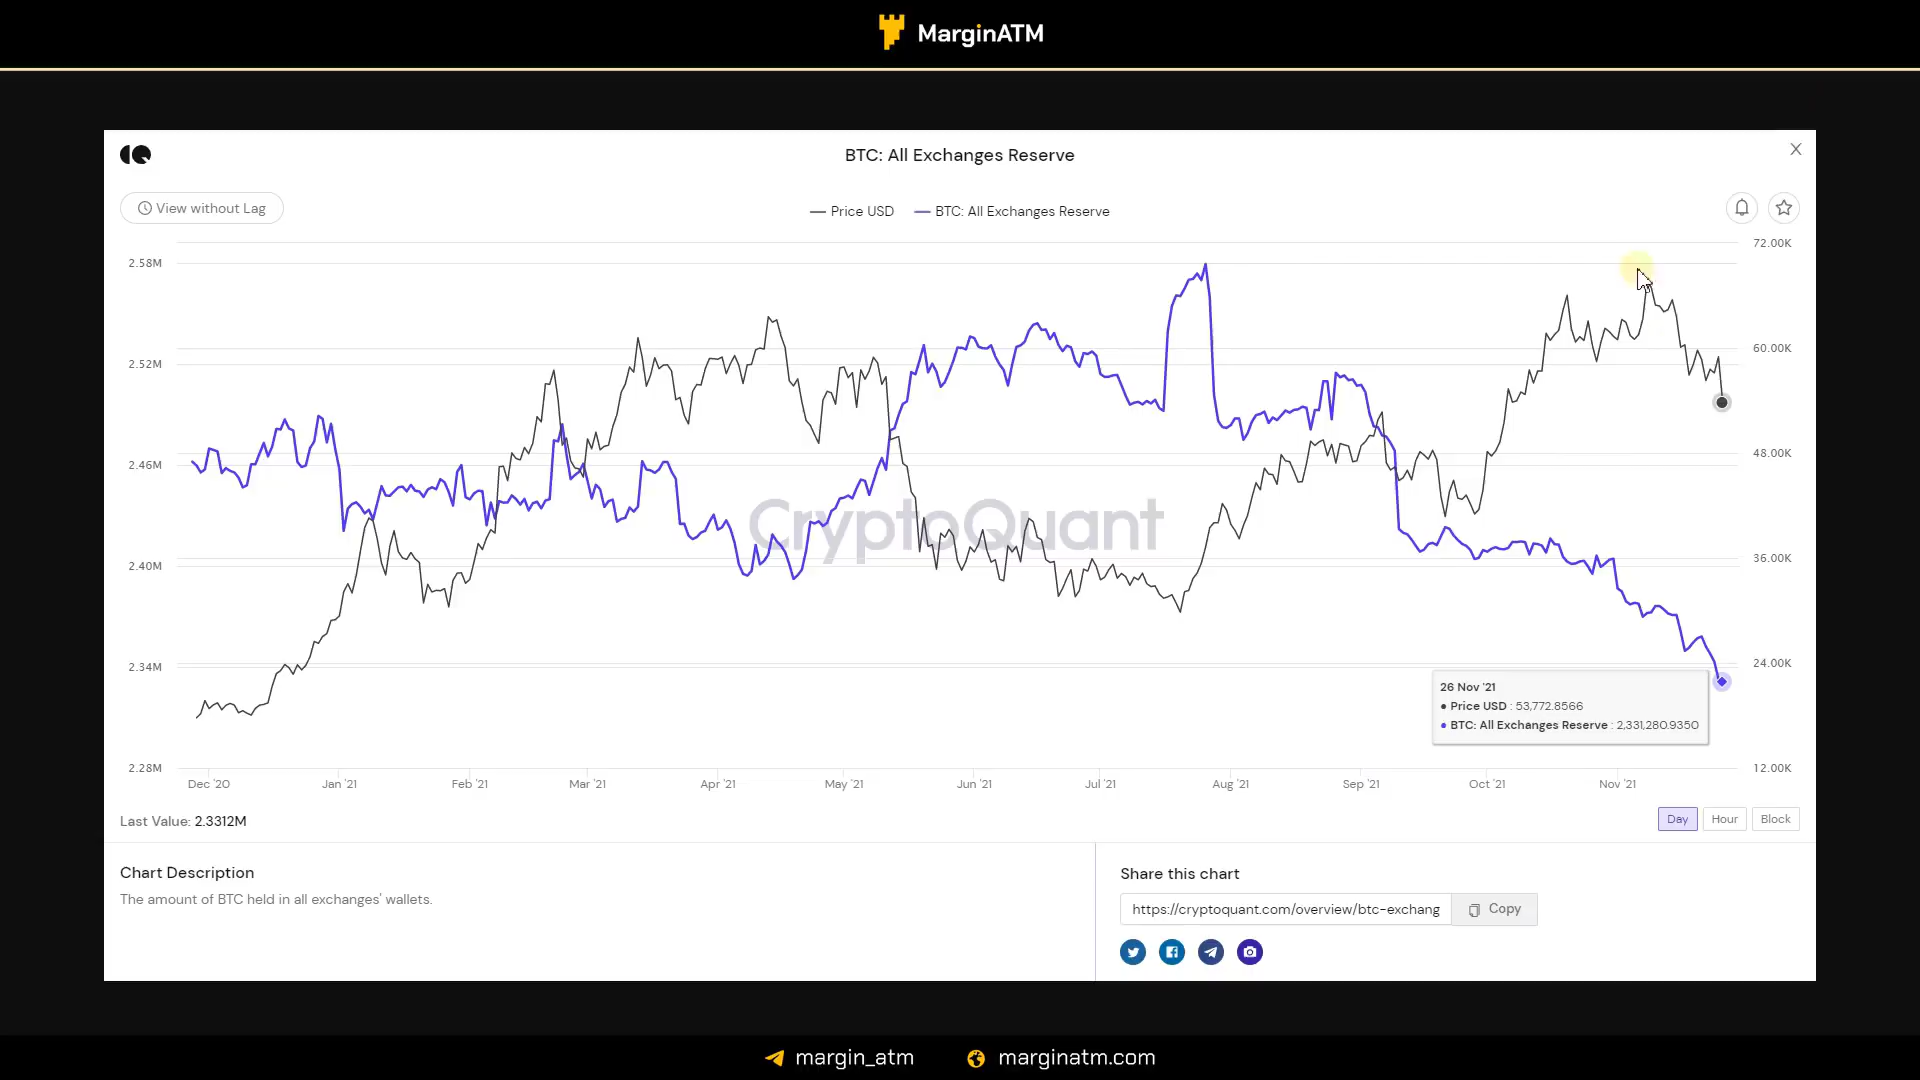 MarginATM
BTC: All Exchanges Reserve
X
View without Lag
Price USD
BTC: All Exchanges Reserve
2.58M
2.52M
2.46M
2.40M
2.34M
2.28M
72.00K
60.00K
48.00K
36.00K
24.00K
12.00K
CryptoQuant
26 Nov '21
• Price USD : 53,772.8566
• BTC: All Exchanges Reserve : 2,331,280.9350
Dec '20 Jan '21 Feb '21 Mar '21 Apr '21 May '21 Jun '21 Jul '21 Aug '21 Sep '21 Oct '21 Nov '21
Last Value: 2.3312M
Day Hour Block
Chart Description
The amount of BTC held in all exchanges' wallets.
Share this chart
https://cryptoquant.com/overview/btc-exchang
Copy
margin_atm
marginatm.com